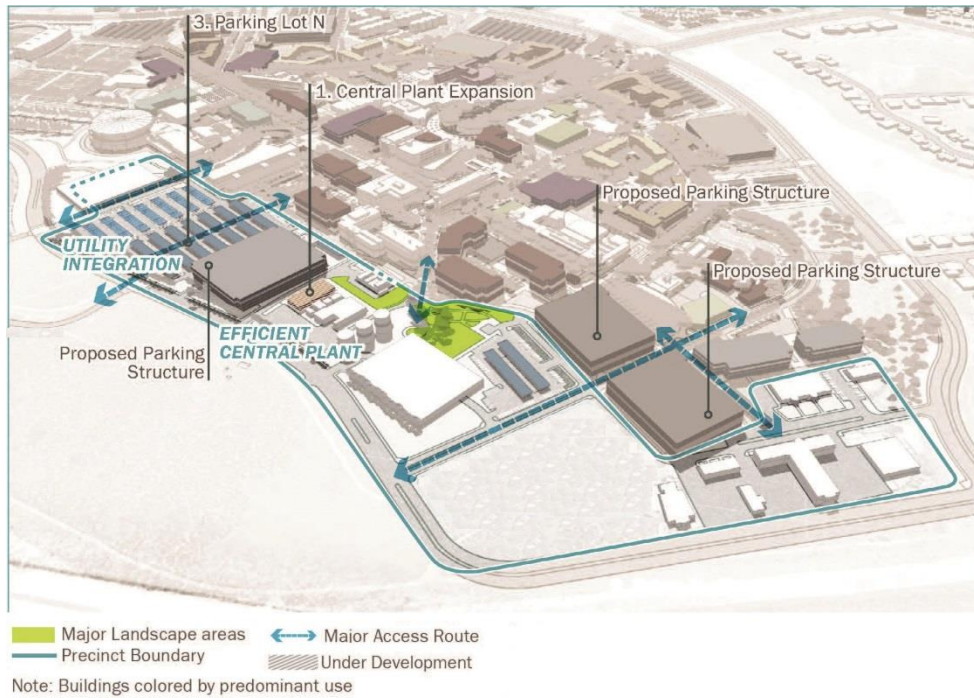 3. Parking Lot N
1. Central Plant Expansion
Proposed Parking Structure
Proposed Parking Structure
UTILITY
INTEGRATION
EFFICIENT
CENTRAL PLANT
Proposed Parking
Structure
Major Landscape areas
Major Access Route
Precinct Boundary
Under Development
Note: Buildings colored by predominant use